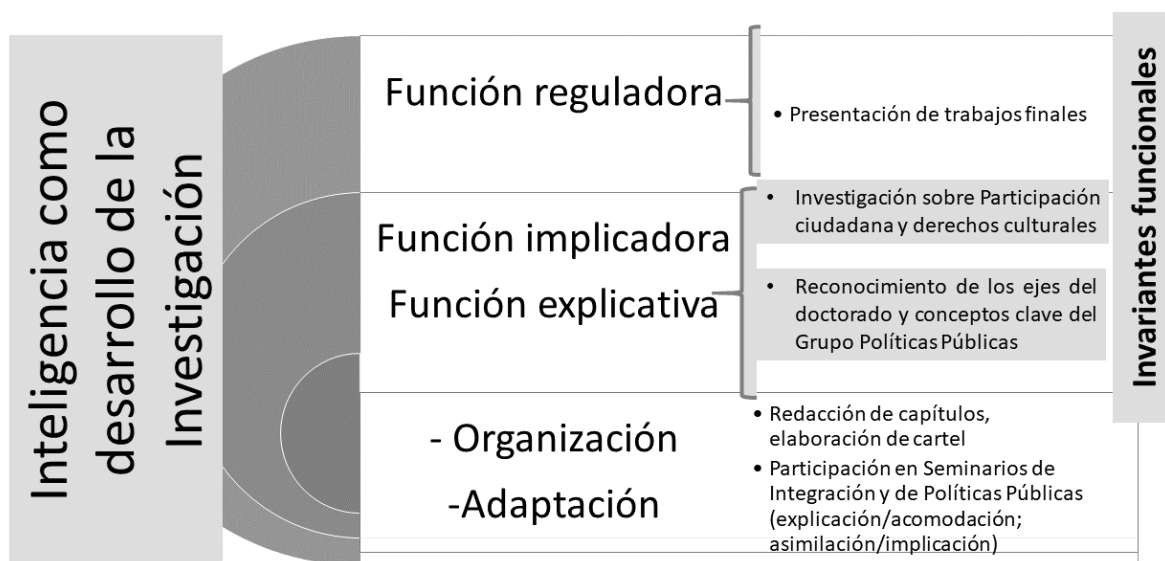 Inteligencia como
desarrollo de la
Investigación
Función reguladora
• Presentación de trabajos finales
Función implicadora
Función explicativa
• Investigación sobre Participación
ciudadana y derechos culturales
• Reconocimiento de los ejes del
doctorado y conceptos clave del
Grupo Políticas Públicas
- Organización
-Adaptación
• Redacción de capítulos,
elaboración de cartel
• Participación en Seminarios de
Integración y de Políticas Públicas
(explicación/acomodación;
asimilación/implicación)
Invariantes funcionales